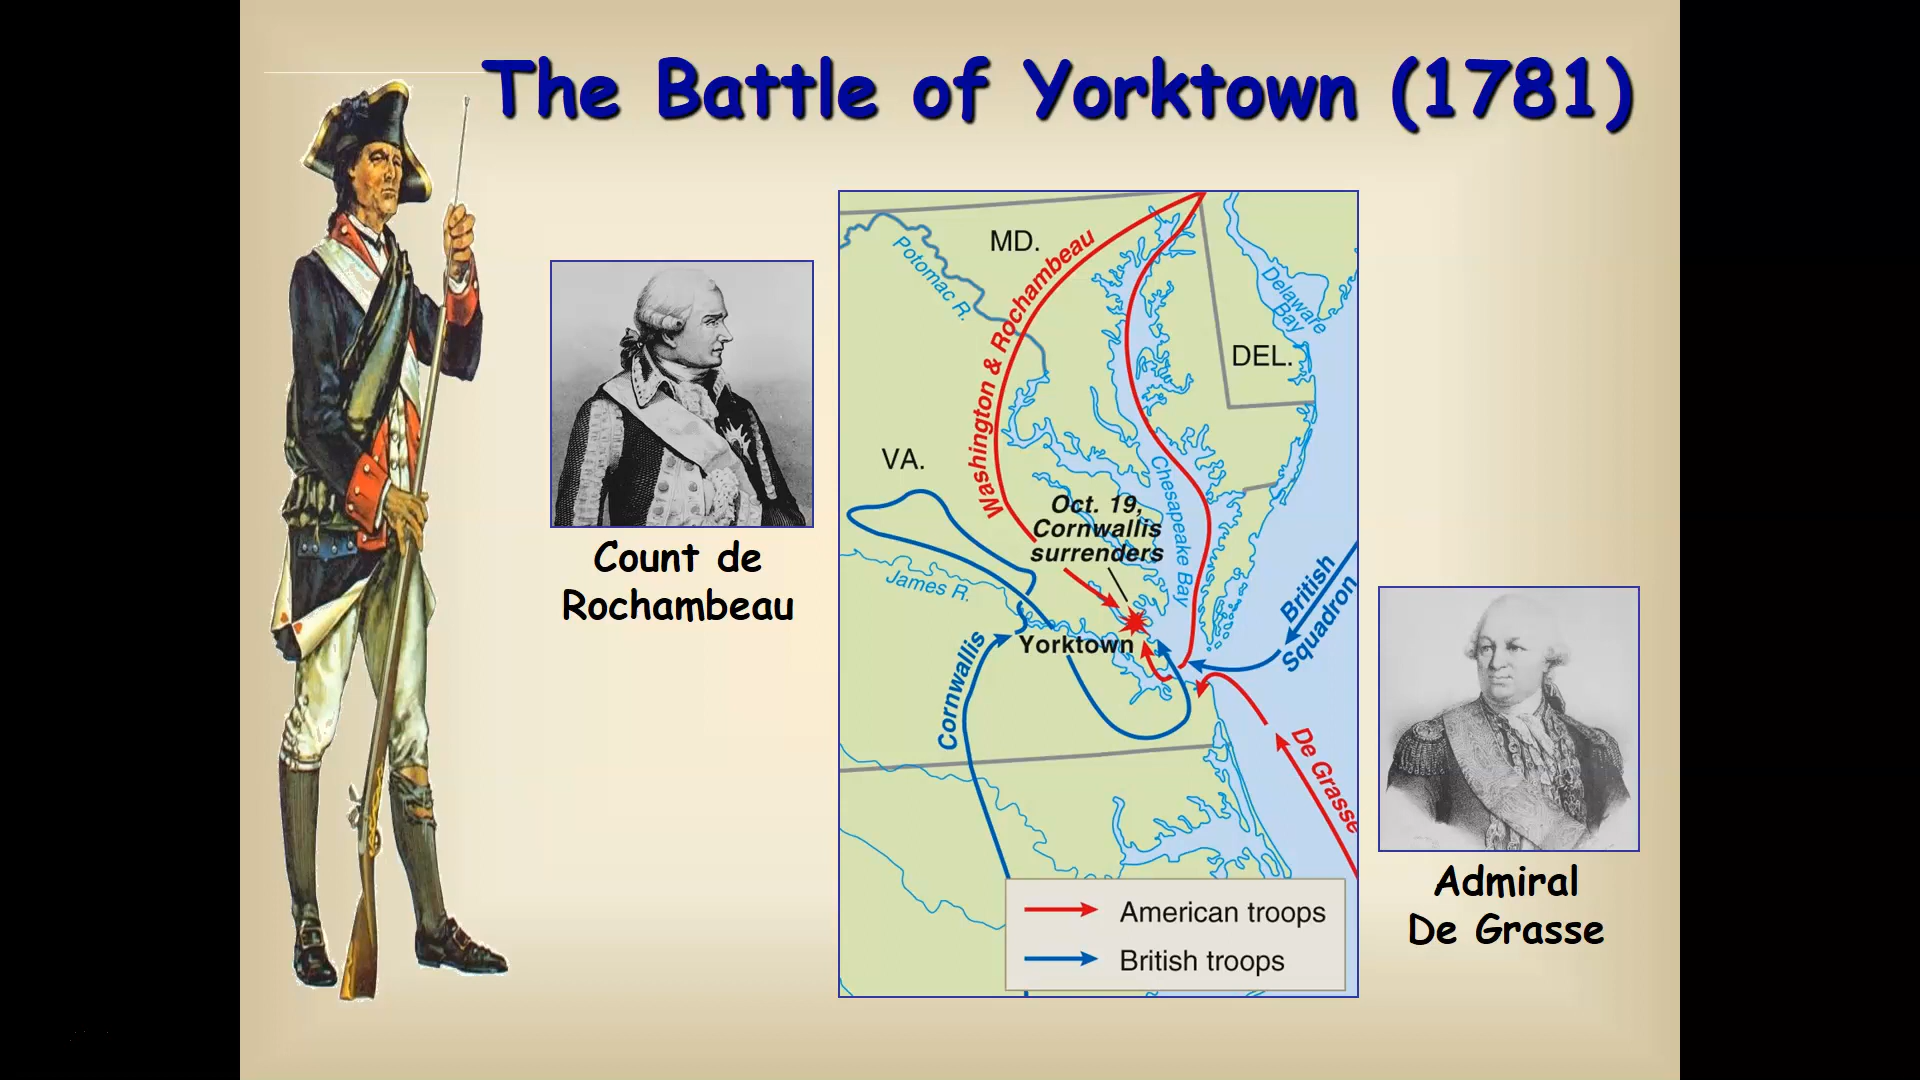 The Battle of Yorktown (1781)
Count de
Rochambeau
MD.
Potomac R.
Washington & Rochambeau
Delaware
Bay
DEL.
VA.
Chesapeake Bay
Oct. 19,
Cornwallis
surrenders
James R.
British
Squadron
Yorktown
Cornwallis
De Grasse
American troops
British troops
Admiral
De Grasse